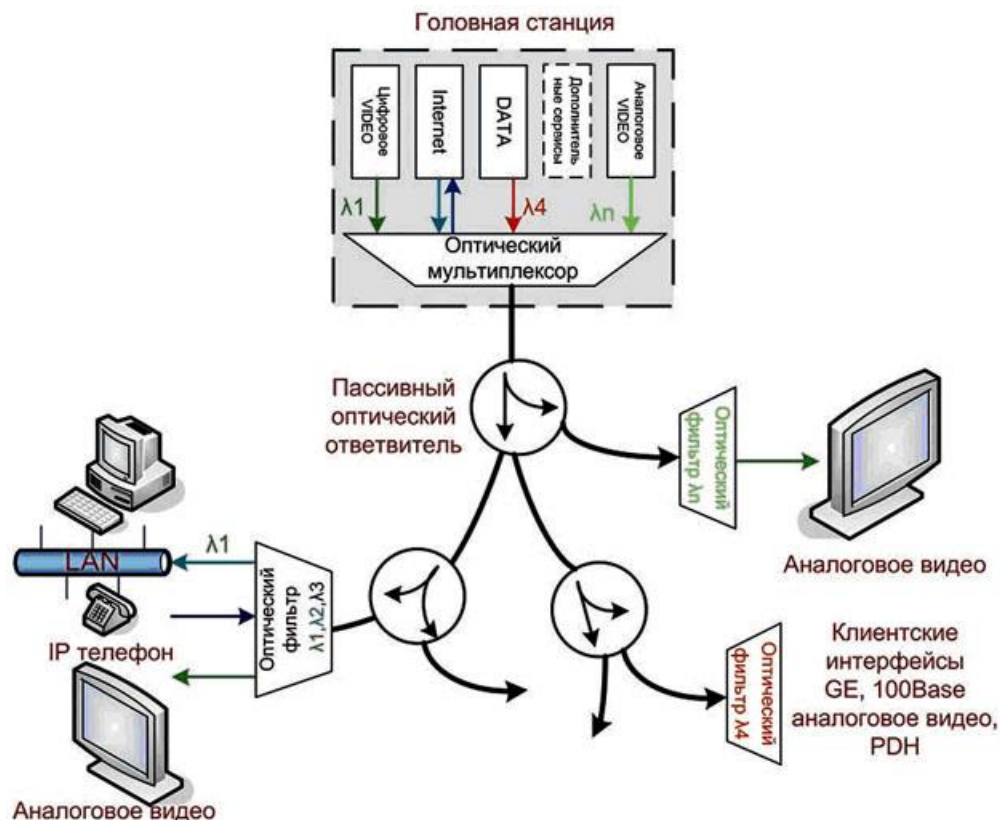 Головная станция
Цифровое
VIDEO
Internet
DATA
Дополнитель
ные сервисы
Аналоговое
VIDEO
λ1
λ4
λn
Оптический
мультиплексор
Пассивный
оптический
ответвитель
Оптический
фильтр λn
Аналоговое видео
LAN
λ1
IP телефон
Оптический
фильтр
λ1,λ2,λ3
Аналоговое видео
Оптический
фильтр λ4
Клиентские
интерфейсы
GE, 100Base
аналоговое видео,
PDH